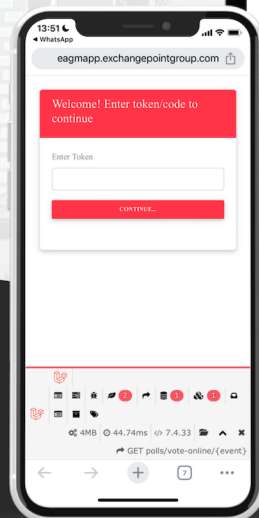 13:51
WhatsApp
eagmapp.exchangepointgroup.com
Welcome! Enter token/code to
continue
Enter Token
CONTINUE...
2 1 1
4MB 44.74ms 7.4.33
GET polls/vote-online/{event}
7